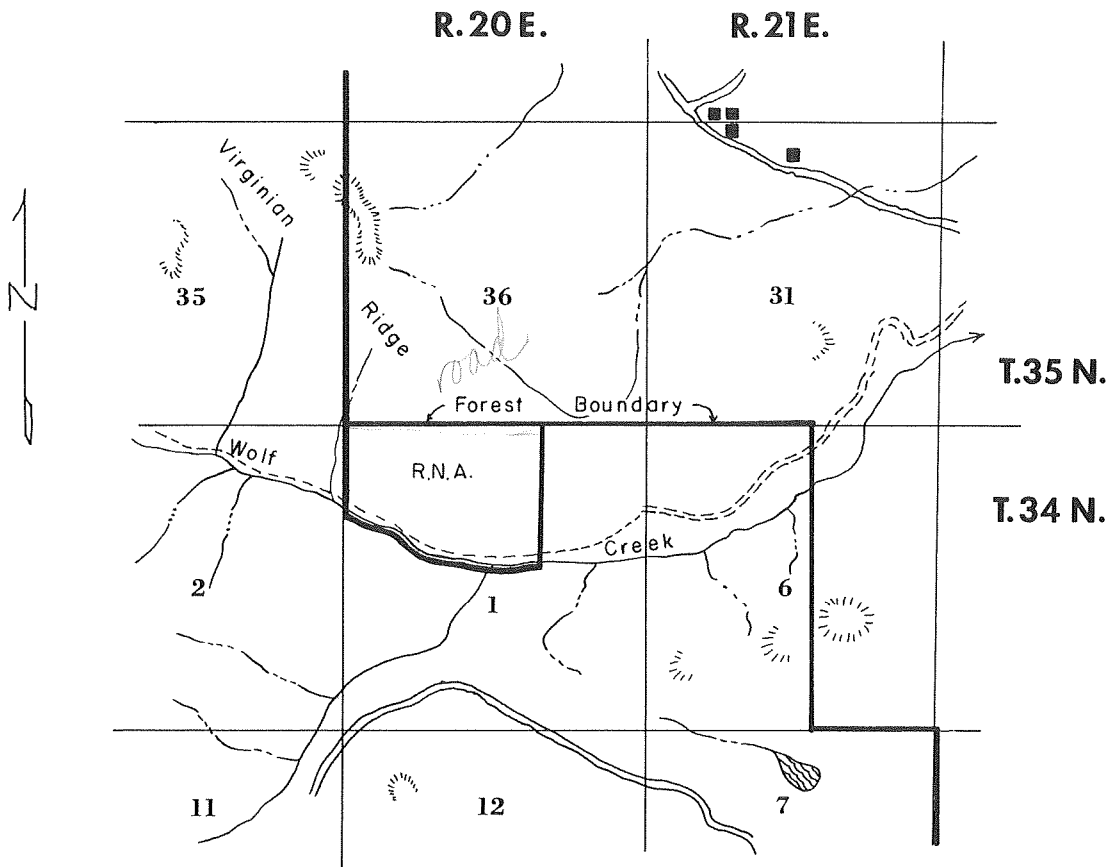 R. 20 E. R. 21 E.
Virginian
N
35 36 31
Ridge
road
T. 35 N.
Forest Boundary
Wolf
R.N.A.
T. 34 N.
Creek
2 1 6
11 12 7